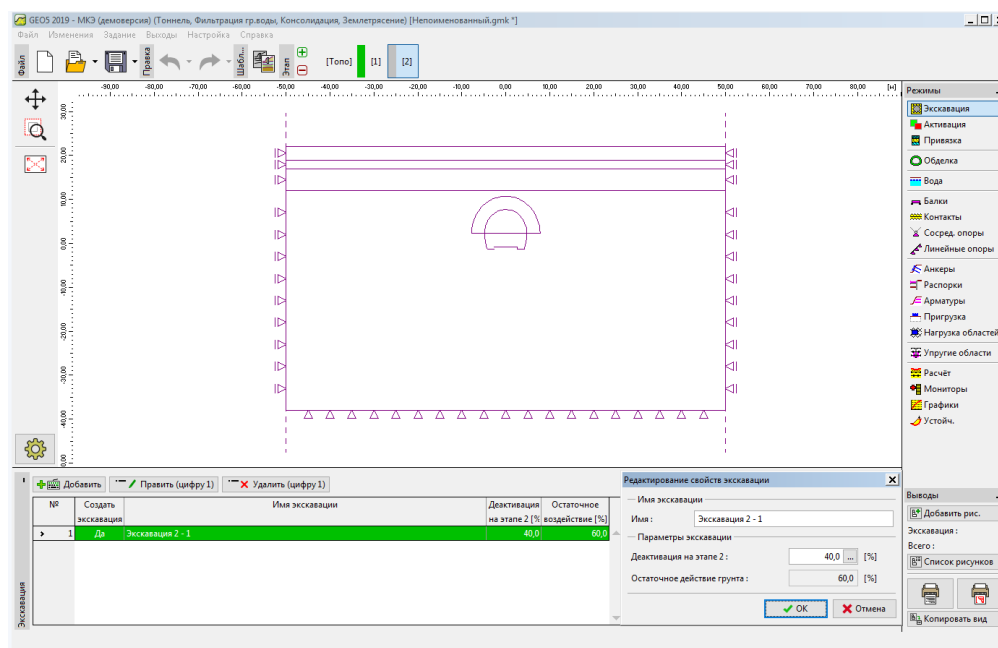 GEO5 2019 - МКЭ (демоверсия) (Тоннель, Фильтрация гр.воды, Консолидация, Землетрясение) [Непоименованный.gmk *]
Файл Изменения Задание Выходы Настройка Справка
Файл
Правка
Шабл...
Этап
[Топо] [1] [2]
-90,00 -80,00 -70,00 -60,00 -50,00 -40,00 -30,00 -20,00 -10,00 0,00 10,00 20,00 30,00 40,00 50,00 60,00 70,00 80,00 [м]
30,00
20,00
10,00
0,00
-10,00
-20,00
-30,00
-40,00
Режимы
Экскавация
Активация
Привязка
Обделка
Вода
Балки
Контакты
Сосред. опоры
Линейные опоры
Анкеры
Распорки
Арматуры
Пригрузка
Нагрузка областей
Упругие области
Расчёт
Мониторы
Графики
Устойч.
Добавить Править (цифру 1) Удалить (цифру 1)
№ Создать Имя экскавации Деактивация Остаточное
экскавация на этапе 2 [% воздействие [%]
1 Да Экскавация 2 - 1 40,0 60,0
Экскавация
Редактирование свойств экскавации
Имя экскавации
Имя : Экскавация 2 - 1
Параметры экскавации
Деактивация на этапе 2 : 40,0 ... [%]
Остаточное действие грунта : 60,0 [%]
OK Отмена
Выводы
Добавить рис.
Экскавация :
Всего :
Список рисунков
Копировать вид